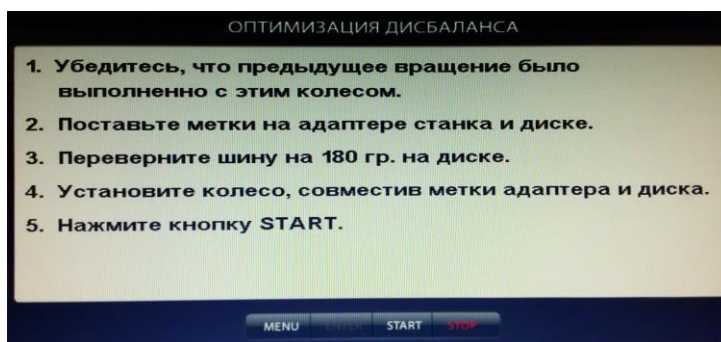 ОПТИМИЗАЦИЯ ДИСБАЛАНСА
1. Убедитесь, что предыдущее вращение было
выполненно с этим колесом.
2. Поставьте метки на адаптере станка и диске.
3. Переверните шину на 180 гр. на диске.
4. Установите колесо, совместив метки адаптера и диска.
5. Нажмите кнопку START.
MENU ENTER START STOP